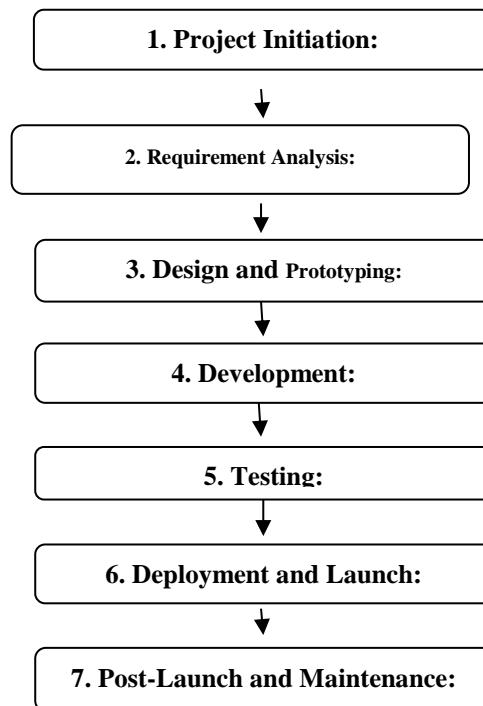 1. Project Initiation:
2. Requirement Analysis:
3. Design and Prototyping:
4. Development:
5. Testing:
6. Deployment and Launch:
7. Post-Launch and Maintenance: